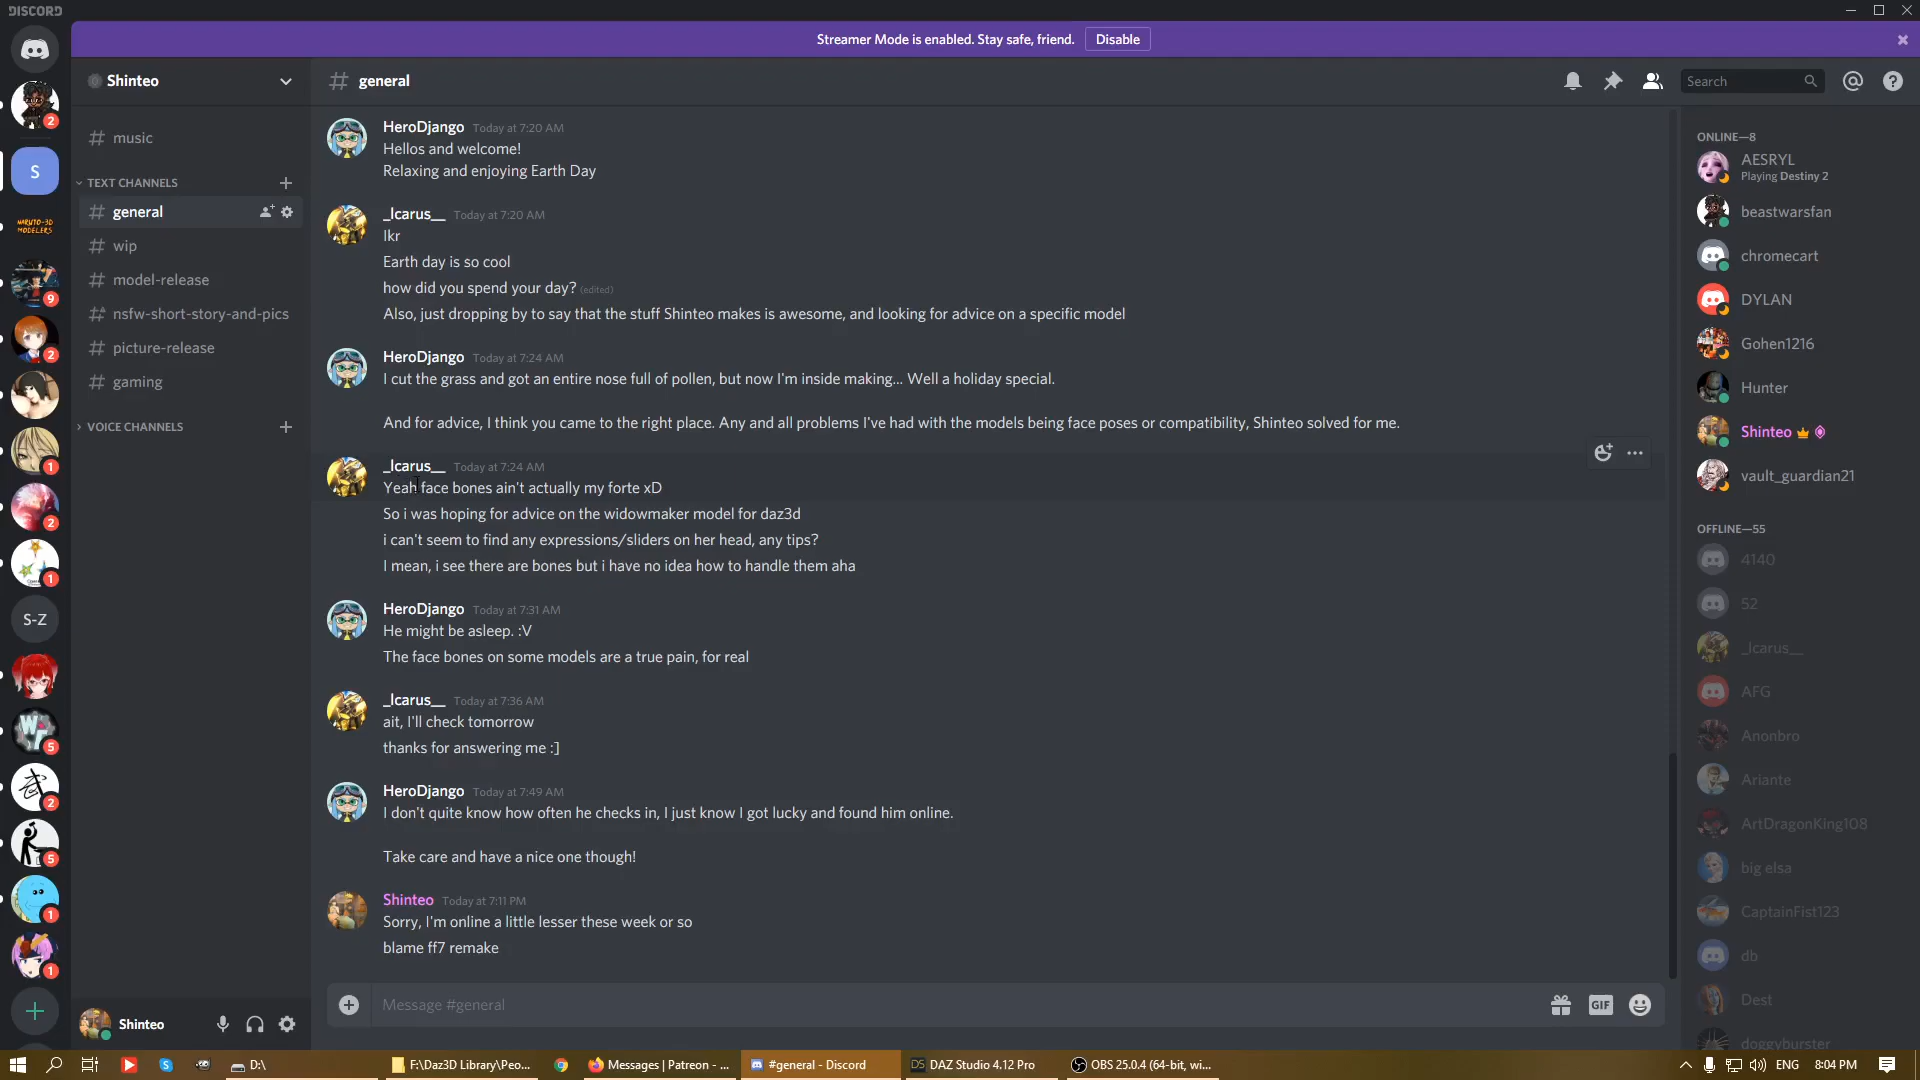 DISCORD
Streamer Mode is enabled. Stay safe, friend.
Disable
Shinteo
general
Search
music
TEXT CHANNELS
general
wip
model-release
nsfw-short-story-and-pics
picture-release
gaming
VOICE CHANNELS
2
S
NARUTO-3D
MODELERS
9
2
1
2
1
S-Z
5
2
5
1
1
HeroDjango Today at 7:20 AM
Hellos and welcome!
Relaxing and enjoying Earth Day
_Icarus__ Today at 7:20 AM
Ikr
Earth day is so cool
how did you spend your day? (edited)
Also, just dropping by to say that the stuff Shinteo makes is awesome, and looking for advice on a specific model
HeroDjango Today at 7:24 AM
I cut the grass and got an entire nose full of pollen, but now I'm inside making... Well a holiday special.
And for advice, I think you came to the right place. Any and all problems I've had with the models being face poses or compatibility, Shinteo solved for me.
_Icarus__ Today at 7:24 AM
Yeah face bones ain't actually my forte xD
So i was hoping for advice on the widowmaker model for daz3d
i can't seem to find any expressions/sliders on her head, any tips?
I mean, i see there are bones but i have no idea how to handle them aha
HeroDjango Today at 7:31 AM
He might be asleep. :V
The face bones on some models are a true pain, for real
_Icarus__ Today at 7:36 AM
ait, I'll check tomorrow
thanks for answering me :]
HeroDjango Today at 7:49 AM
I don't quite know how often he checks in, I just know I got lucky and found him online.
Take care and have a nice one though!
Shinteo Today at 7:11 PM
Sorry, I'm online a little lesser these week or so
blame ff7 remake
Message #general
GIF
ONLINE—8
AESRYL
Playing Destiny 2
beastwarsfan
chromecart
DYLAN
Gohen1216
Hunter
Shinteo
vault_guardian21
OFFLINE—55
4140
52
_Icarus__
AFG
Anonbro
Ariante
ArtDragonKing108
big elsa
CaptainFist123
db
Dest
doggyburster
Shinteo
D:\
F:\Daz3D Library\Peo...
Messages | Patreon - ...
#general - Discord
DAZ Studio 4.12 Pro
OBS 25.0.4 (64-bit, wi...
ENG
8:04 PM